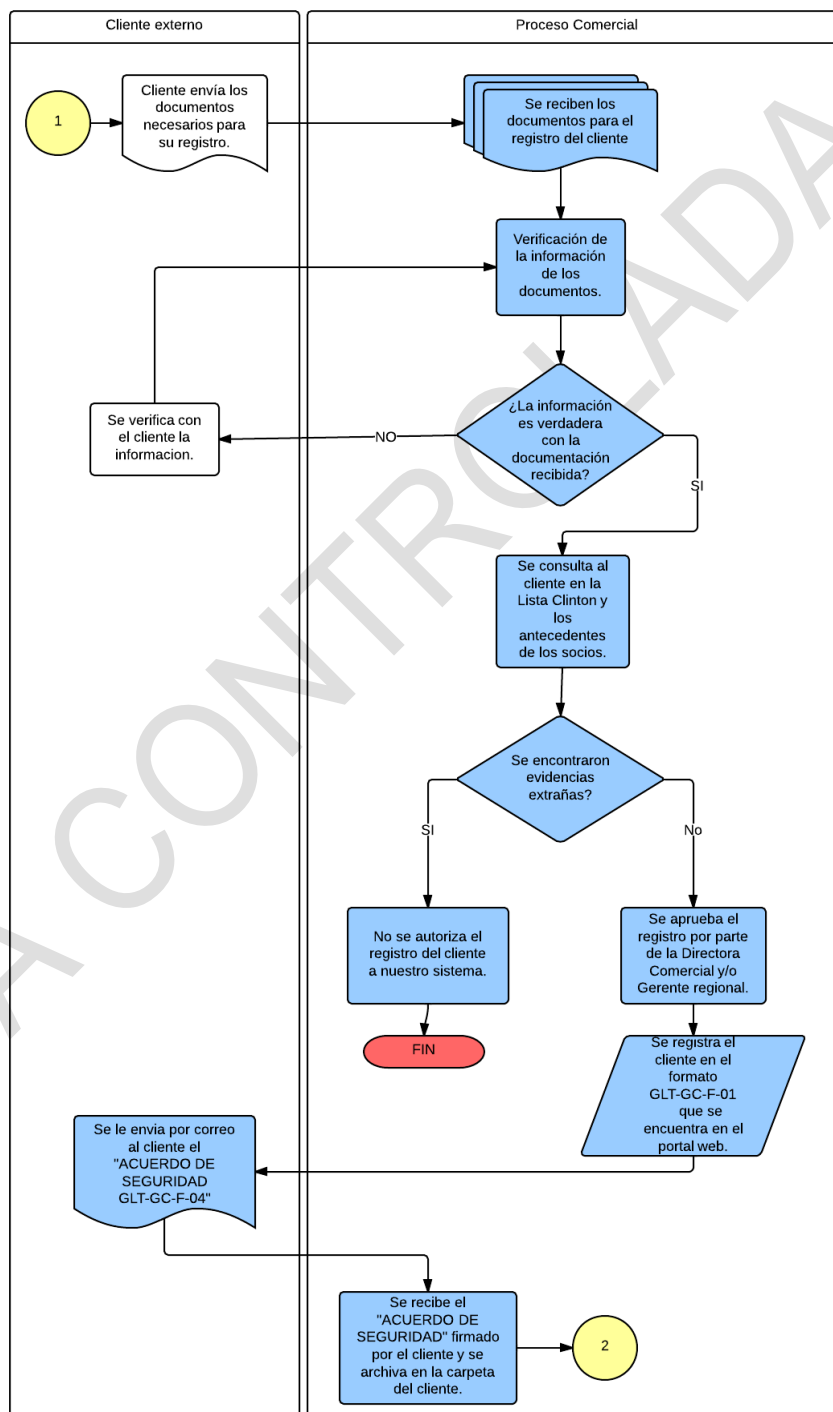 Cliente externo
Proceso Comercial
1
Cliente envía los
documentos
necesarios para
su registro.
Se reciben los
documentos para el
registro del cliente
Verificación de
la información
de los
documentos.
¿La información
es verdadera
con la
documentación
recibida?
NO
Se verifica con
el cliente la
informacion.
SI
Se consulta al
cliente en la
Lista Clinton y
los
antecedentes
de los socios.
Se encontraron
evidencias
extrañas?
SI
No
No se autoriza el
registro del cliente
a nuestro sistema.
Se aprueba el
registro por parte
de la Directora
Comercial y/o
Gerente regional.
FIN
Se registra el
cliente en el
formato
GLT-GC-F-01
que se
encuentra en el
portal web.
Se le envia por correo
al cliente el
"ACUERDO DE
SEGURIDAD
GLT-GC-F-04"
Se recibe el
"ACUERDO DE
SEGURIDAD" firmado
por el cliente y se
archiva en la carpeta
del cliente.
2
A CONTROLADA